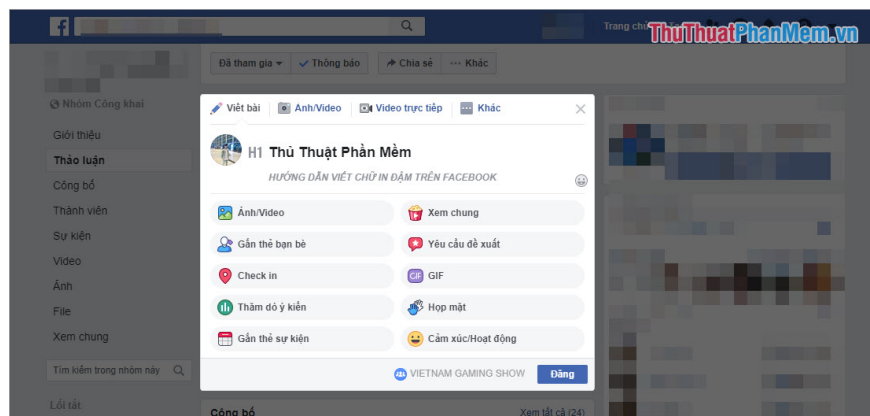 f
Trang chủ
ThuThuatPhanMem.vn
Đã tham gia
Thông báo
Chia sẻ
Khác
Nhóm Công khai
Giới thiệu
Thảo luận
Công bố
Thành viên
Sự kiện
Video
Ảnh
File
Xem chung
Tìm kiếm trong nhóm này
Lối tắt
Viết bài
Ảnh/Video
Video trực tiếp
Khác
H1 Thủ Thuật Phần Mềm
HƯỚNG DẪN VIẾT CHỮ IN ĐẬM TRÊN FACEBOOK
Ảnh/Video
Xem chung
Gắn thẻ bạn bè
Yêu cầu đề xuất
Check in
GIF GIF
Thăm dò ý kiến
Họp mặt
Gắn thẻ sự kiện
Cảm xúc/Hoạt động
VIETNAM GAMING SHOW
Đăng
Công bố
Xem tất cả (24)